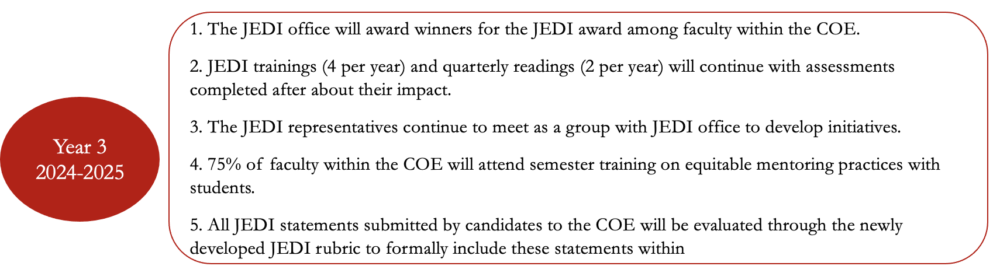 Year 3
2024-2025
1. The JEDI office will award winners for the JEDI award among faculty within the COE.
2. JEDI trainings (4 per year) and quarterly readings (2 per year) will continue with assessments
completed after about their impact.
3. The JEDI representatives continue to meet as a group with JEDI office to develop initiatives.
4. 75% of faculty within the COE will attend semester training on equitable mentoring practices with
students.
5. All JEDI statements submitted by candidates to the COE will be evaluated through the newly
developed JEDI rubric to formally include these statements within